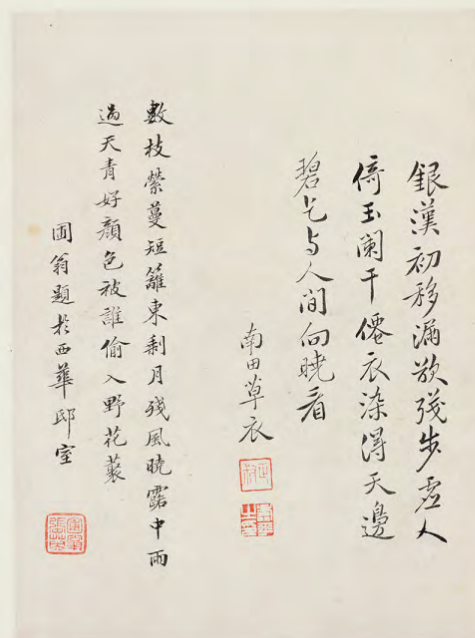 銀漢初移漏欲殘步虛人
倚玉闌干僊衣染得天邊
碧乞与人間向曉看
南田草衣
數枝縈蔓短籬東剩月殘風曉露中雨
過天青好顏色被誰偷入野花叢
圃翁題於西華邸室